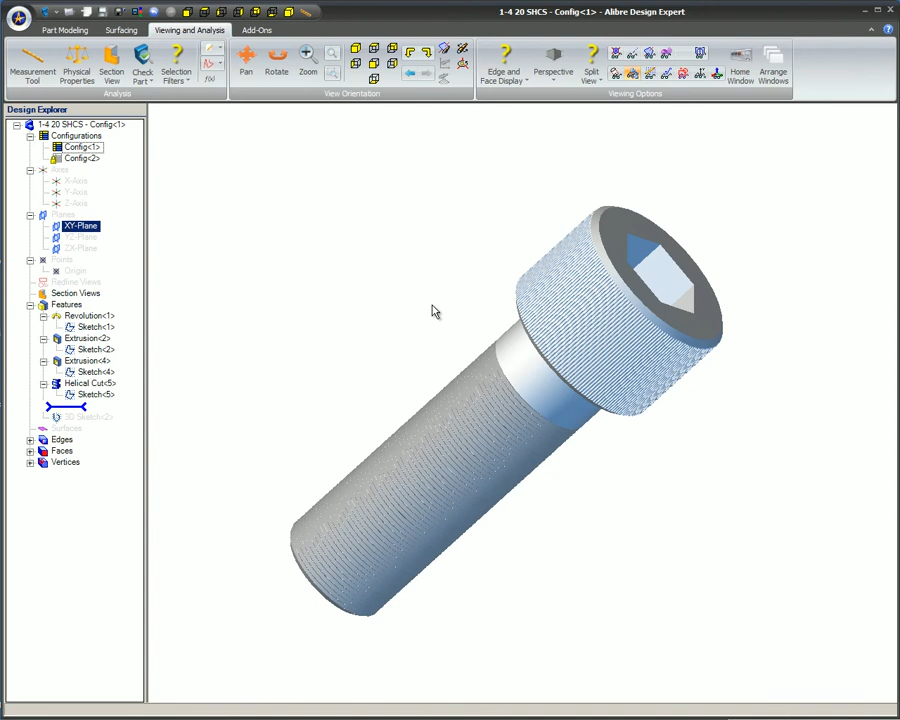 1-4 20 SHCS - Config<1> - Alibre Design Expert
Part Modeling Surfacing Viewing and Analysis Add-Ons
Measurement Tool
Physical Properties
Section View
Check Part
Selection Filters
f(x)
Pan
Rotate
Zoom
Edge and Face Display
Perspective
Split View
Home Window
Arrange Windows
Analysis
View Orientation
Viewing Options
Design Explorer
1-4 20 SHCS - Config<1>
Configurations
Config<1>
Config<2>
Axes
X-Axis
Y-Axis
Z-Axis
Planes
XY-Plane
YZ-Plane
ZX-Plane
Points
Origin
Redline Views
Section Views
Features
Revolution<1>
Sketch<1>
Extrusion<2>
Sketch<2>
Extrusion<4>
Sketch<4>
Helical Cut<5>
Sketch<5>
3D Sketch<2>
Surfaces
Edges
Faces
Vertices